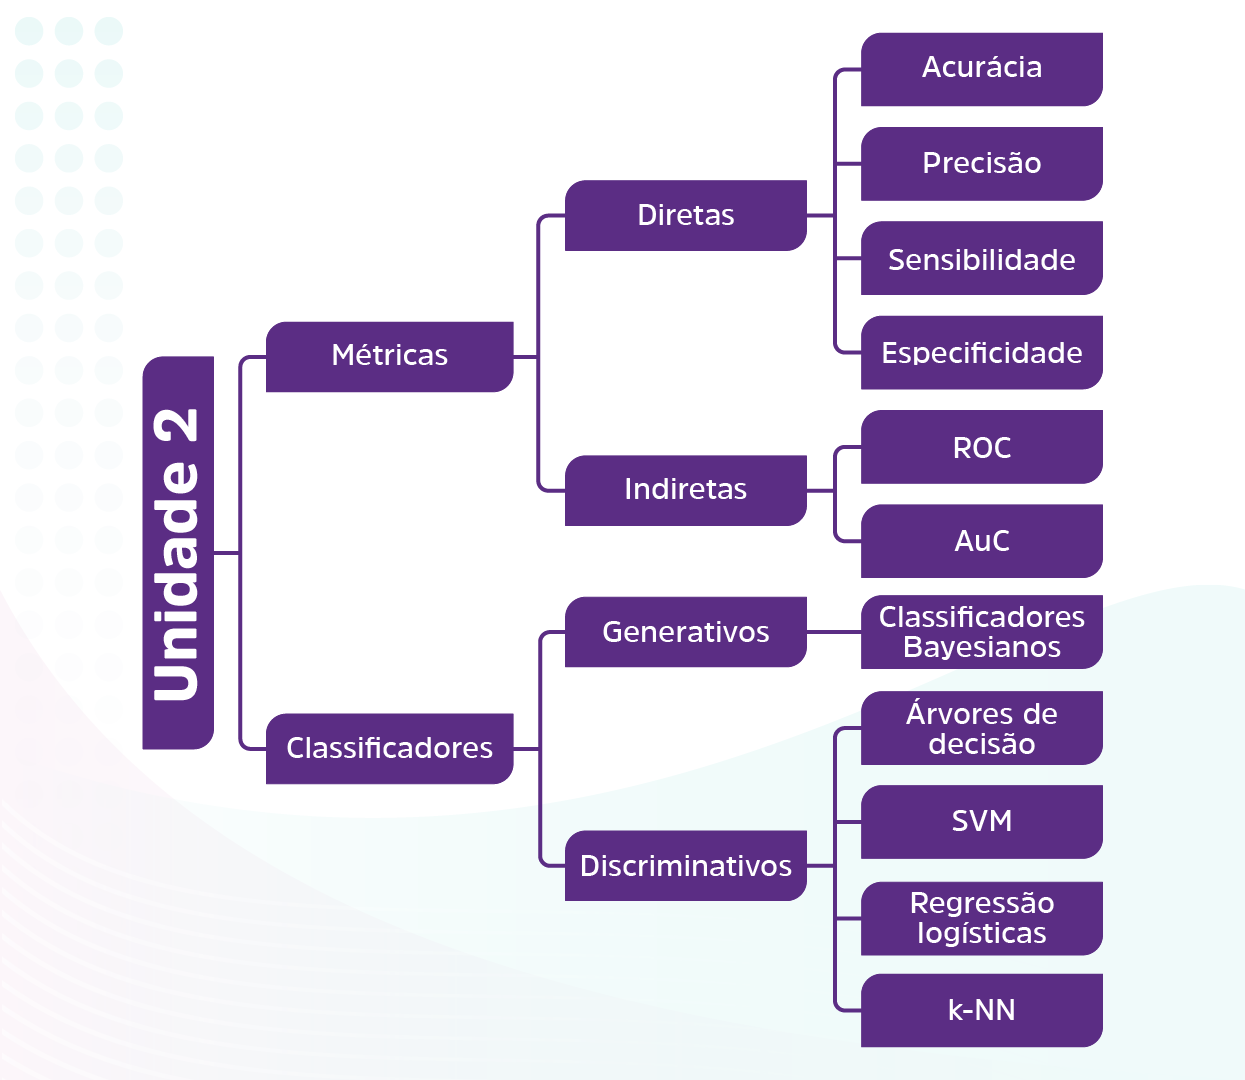 Unidade 2
Métricas
Diretas
Acurácia
Precisão
Sensibilidade
Especificidade
Indiretas
ROC
AuC
Classificadores
Generativos
Classificadores
Bayesianos
Discriminativos
Árvores de
decisão
SVM
Regressão
logísticas
k-NN